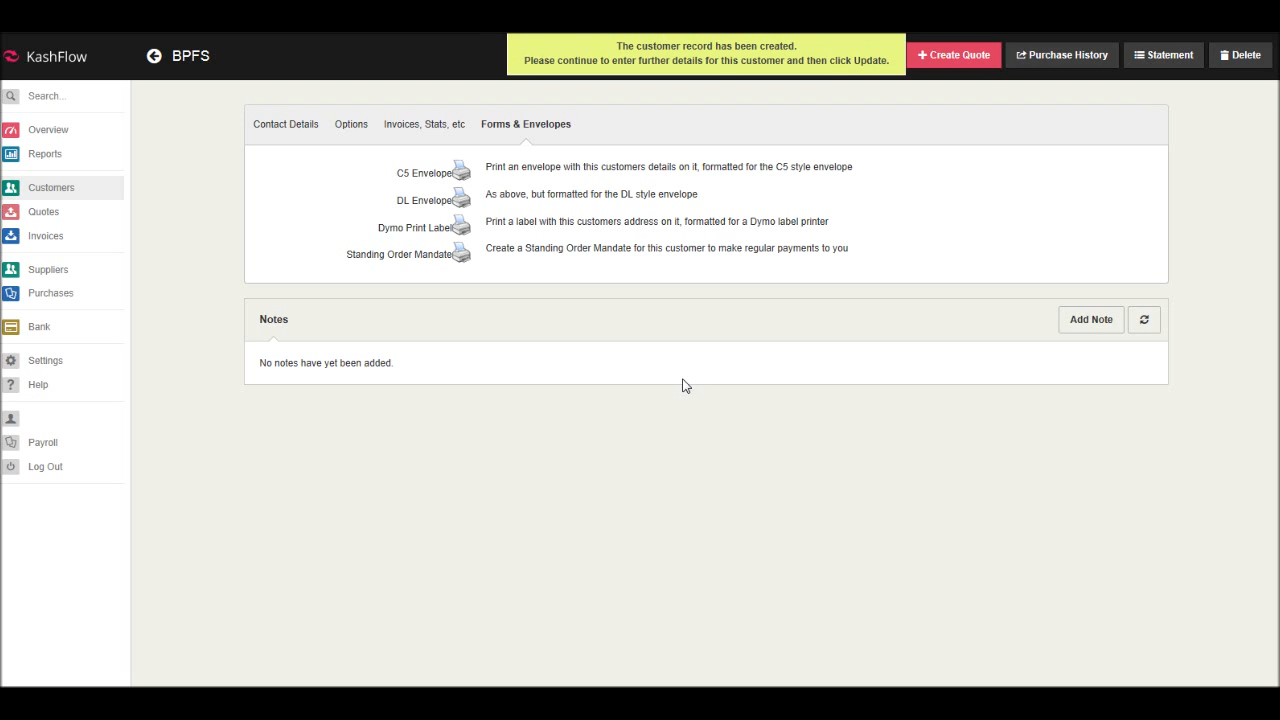 KashFlow
BPFS
The customer record has been created.
Please continue to enter further details for this customer and then click Update.
Create Quote
Purchase History
Statement
Delete
Search...
Overview
Reports
Customers
Quotes
Invoices
Suppliers
Purchases
Bank
Settings
Help
Payroll
Log Out
Contact Details Options Invoices, Stats, etc Forms & Envelopes
C5 Envelope Print an envelope with this customers details on it, formatted for the C5 style envelope
DL Envelope As above, but formatted for the DL style envelope
Dymo Print Label Print a label with this customers address on it, formatted for a Dymo label printer
Standing Order Mandate Create a Standing Order Mandate for this customer to make regular payments to you
Notes
Add Note
No notes have yet been added.